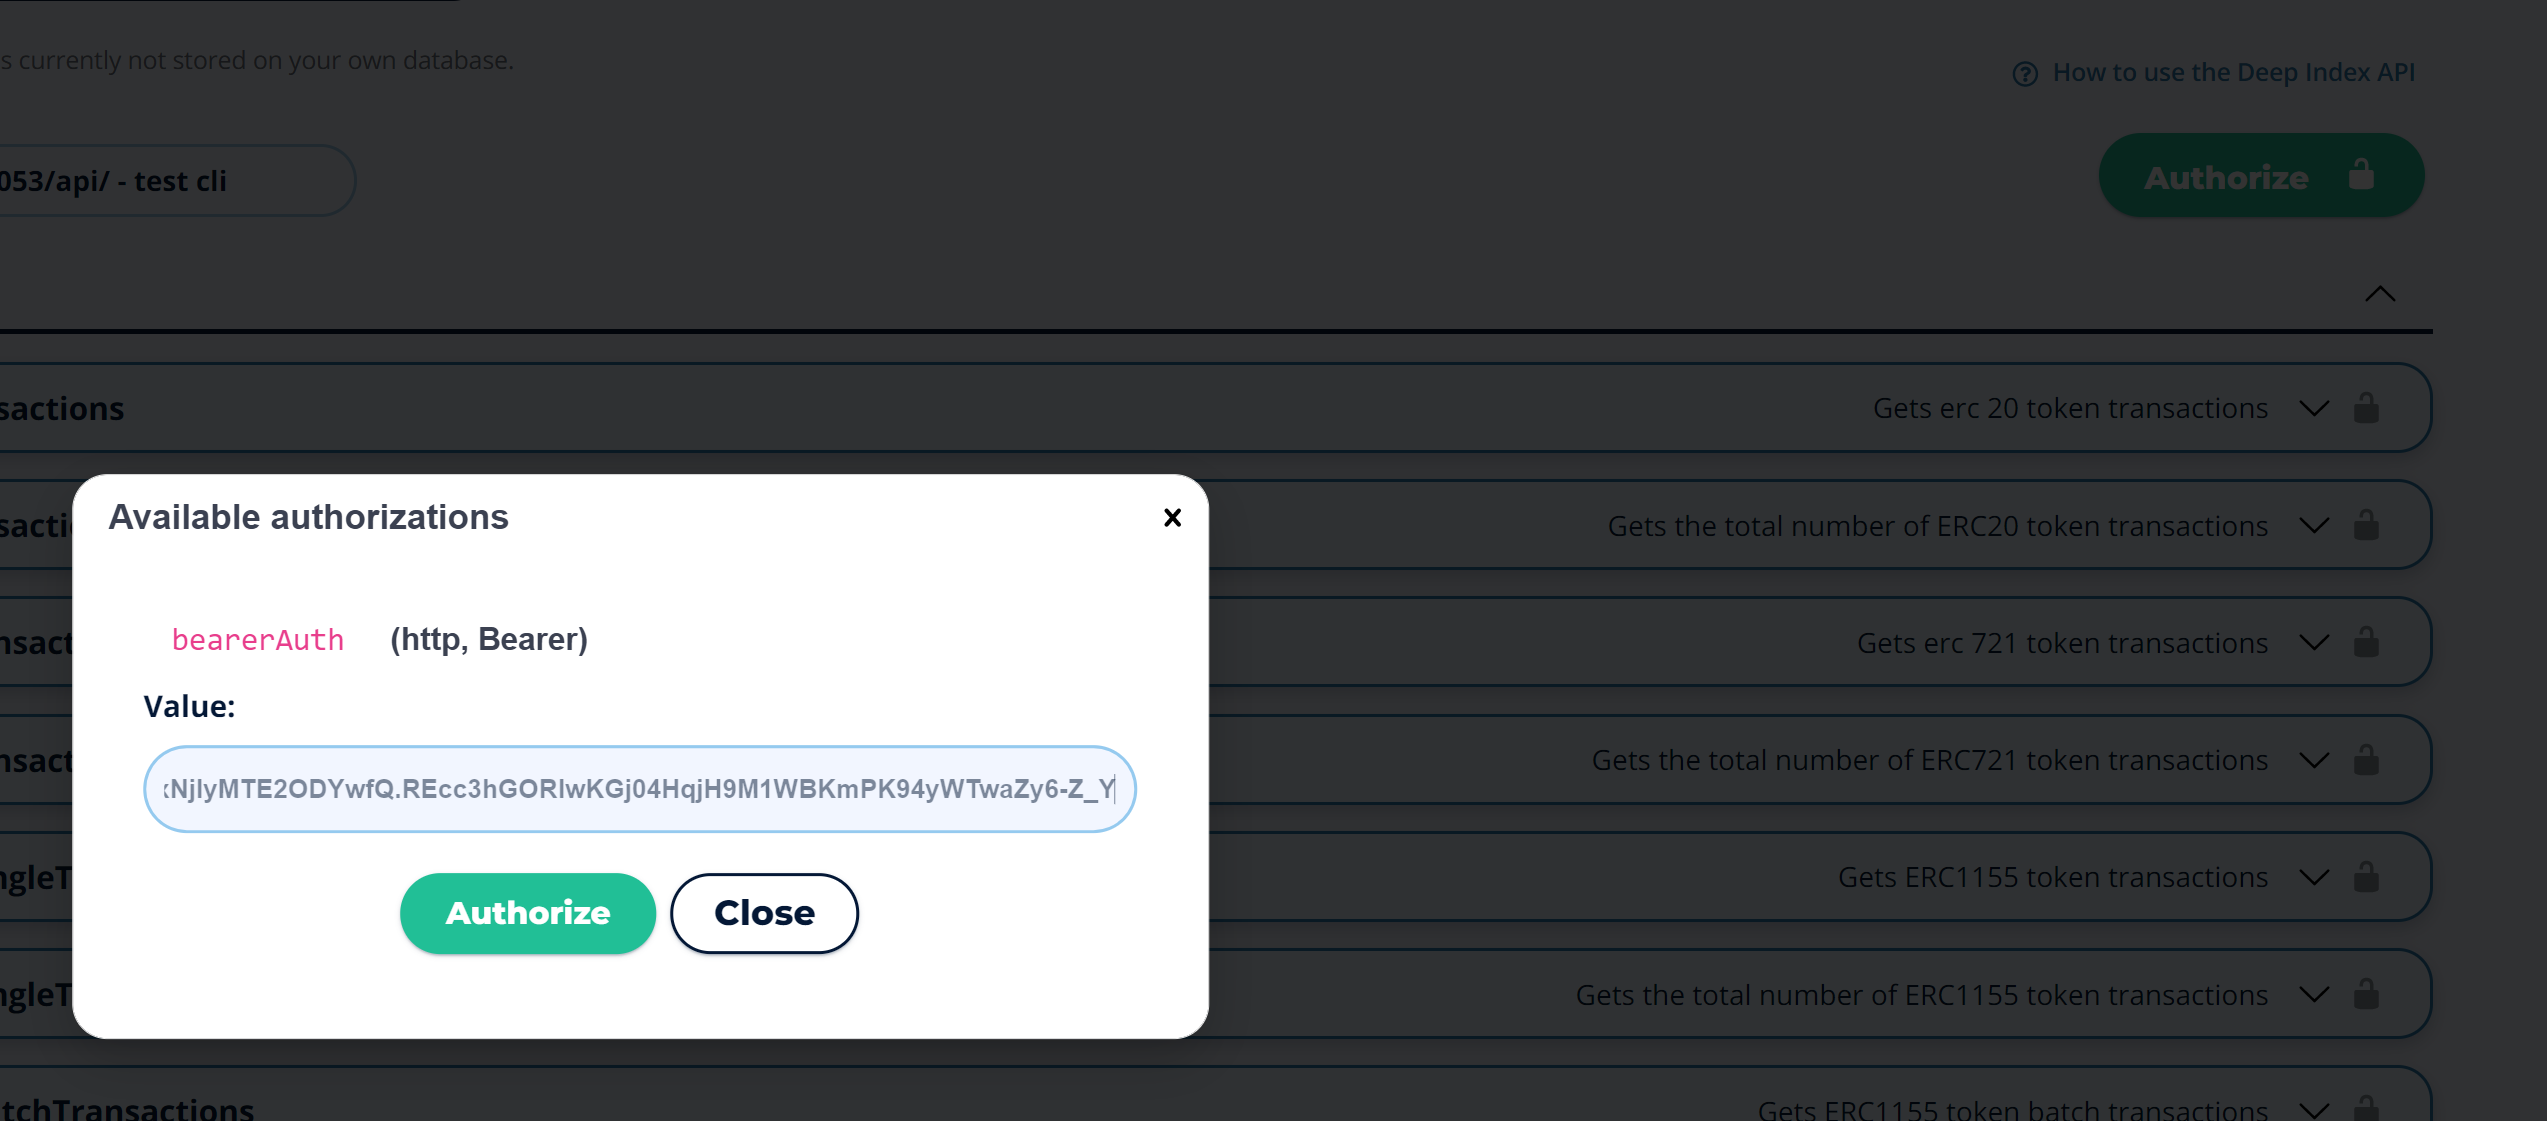 s currently not stored on your own database.
How to use the Deep Index API
053/api/ - test cli
Authorize
sactions
Gets erc 20 token transactions
Available authorizations
sacti
Gets the total number of ERC20 token transactions
bearerAuth (http, Bearer)
nsact
Gets erc 721 token transactions
Value:
nsact
Gets the total number of ERC721 token transactions
NjIyMTE2ODYwfQ.REcc3hGORIwKGj04HqjH9M1WBKmPK94yWTwaZy6-Z_Y
ngleT
Gets ERC1155 token transactions
Authorize
Close
ngleT
Gets the total number of ERC1155 token transactions
tchTransactions
Gets ERC1155 token batch transactions